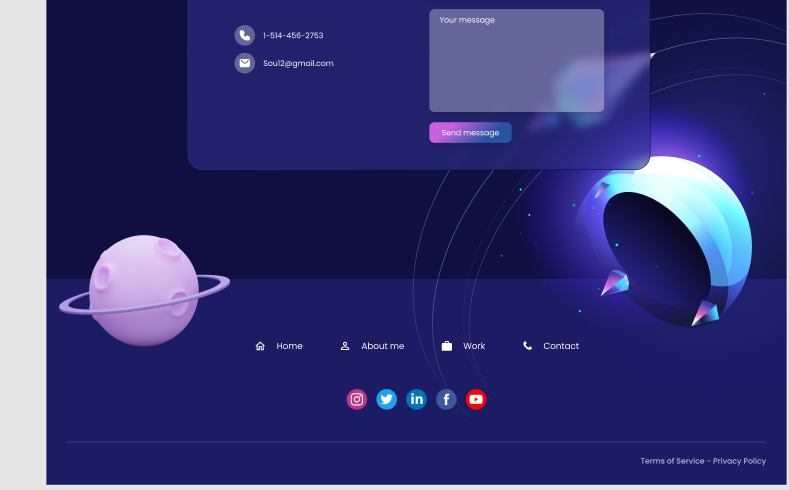 Your message
1-514-456-2753
Sou12@gmail.com
Send message
Home About me Work Contact
in f
Terms of Service - Privacy Policy